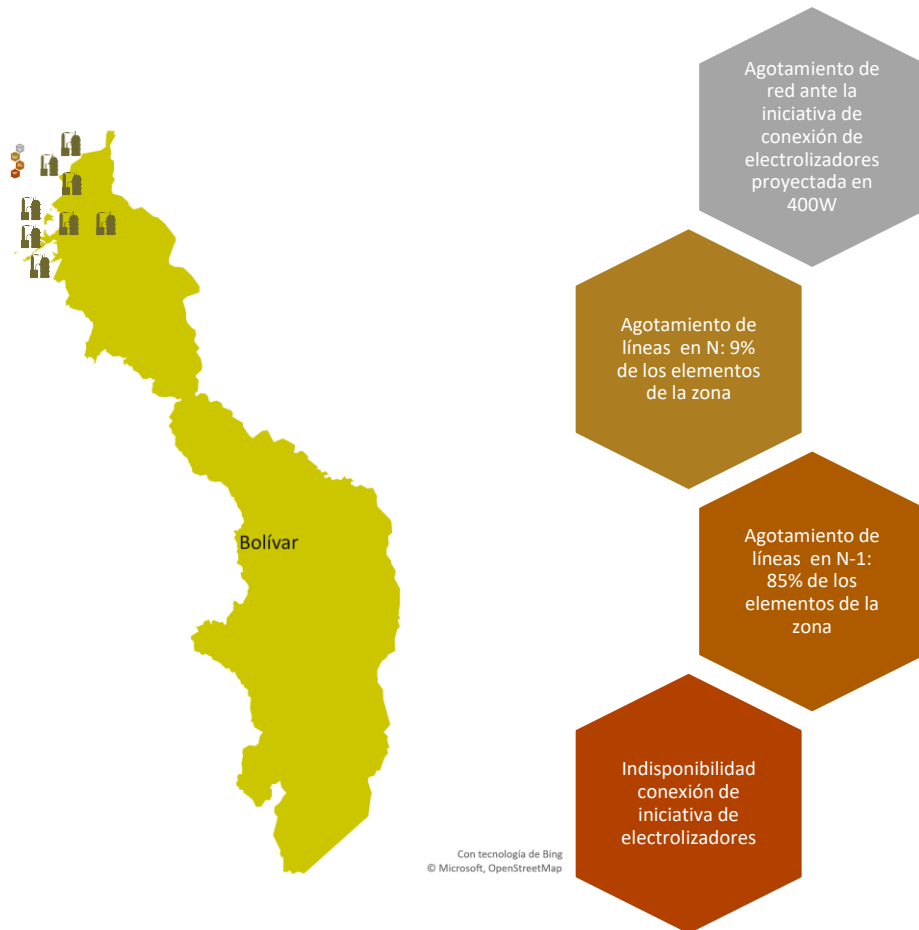 Agotamiento de
red ante la
iniciativa de
conexión de
electrolizadores
proyectada en
400W
Agotamiento de
líneas en N: 9%
de los elementos
de la zona
Bolívar
Agotamiento de
líneas en N-1:
85% de los
elementos de la
zona
Indisponibilidad
conexión de
iniciativa de
electrolizadores
Con tecnología de Bing
© Microsoft, OpenStreetMap